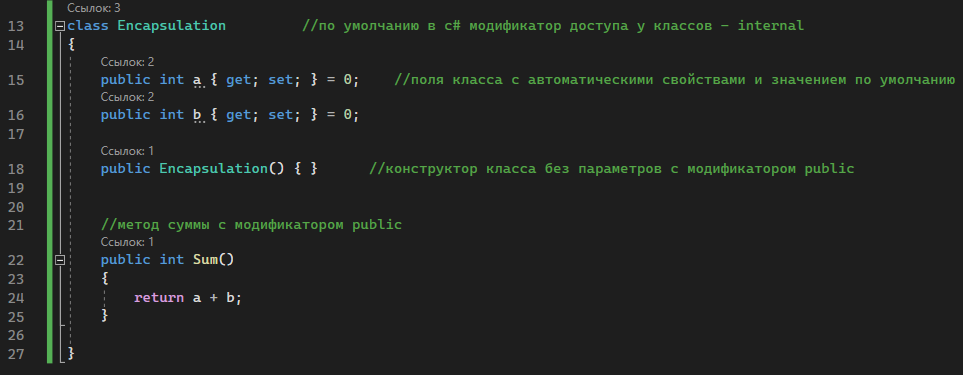 Ссылок: 3
13 class Encapsulation //по умолчанию в c# модификатор доступа у классов - internal
14 {
Ссылок: 2
15 public int a { get; set; } = 0; //поля класса с автоматическими свойствами и значением по умолчанию
Ссылок: 2
16 public int b { get; set; } = 0;
17
Ссылок: 1
18 public Encapsulation() { } //конструктор класса без параметров с модификатором public
19
20
21 //метод суммы с модификатором public
Ссылок: 1
22 public int Sum()
23 {
24 return a + b;
25 }
26
27 }